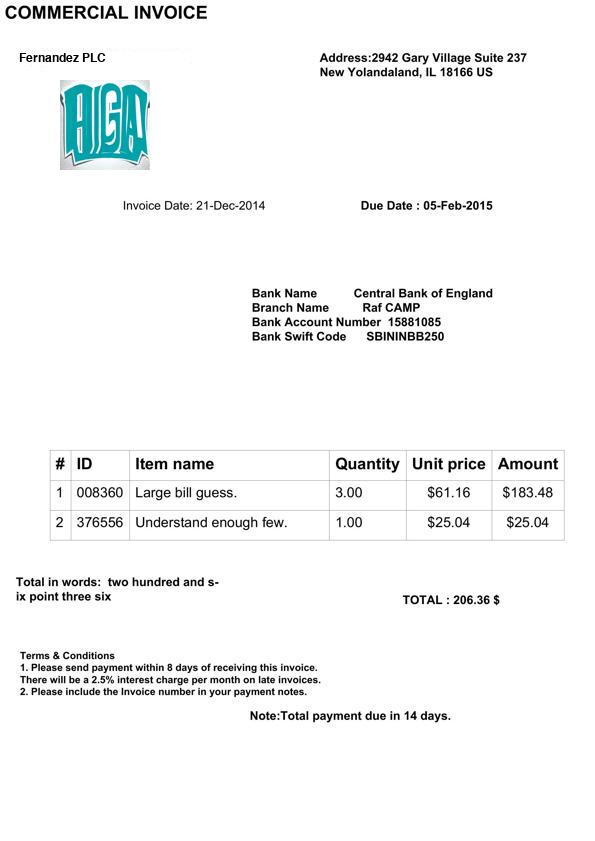 COMMERCIAL INVOICE
Fernandez PLC
Address:2942 Gary Village Suite 237
New Yolandaland, IL 18166 US
Invoice Date: 21-Dec-2014
Due Date : 05-Feb-2015
Bank Name Central Bank of England
Branch Name Raf CAMP
Bank Account Number 15881085
Bank Swift Code SBININBB250
# ID Item name Quantity Unit price Amount
1 008360 Large bill guess. 3.00 $61.16 $183.48
2 376556 Understand enough few. 1.00 $25.04 $25.04
Total in words: two hundred and s-
ix point three six
TOTAL : 206.36 $
Terms & Conditions
1. Please send payment within 8 days of receiving this invoice.
There will be a 2.5% interest charge per month on late invoices.
2. Please include the Invoice number in your payment notes.
Note:Total payment due in 14 days.